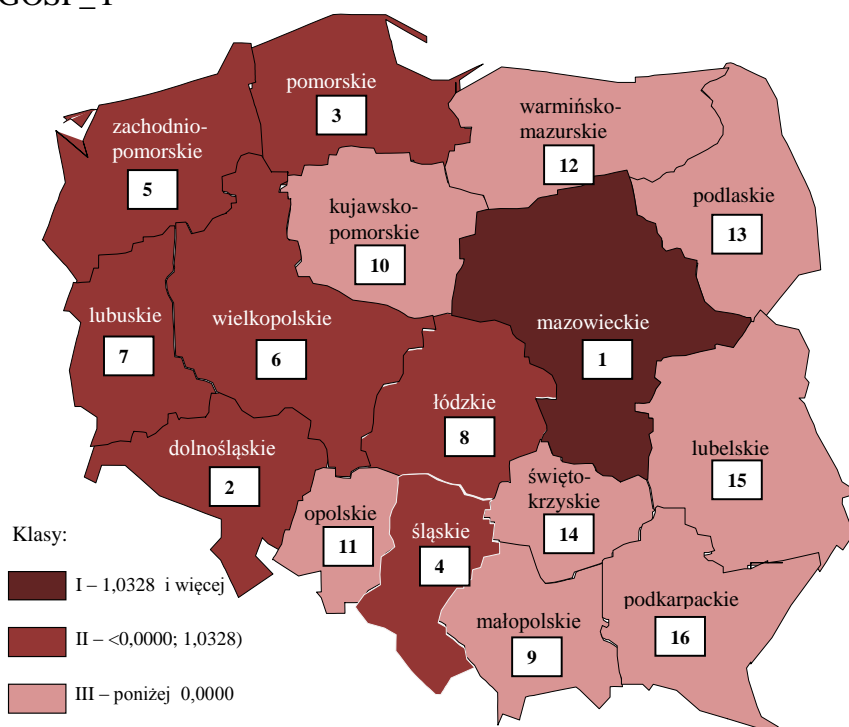 pomorskie
3
zachodnio-
pomorskie
5
warmińsko-
mazurskie
12
podlaskie
13
kujawsko-
pomorskie
10
lubuskie
7
wielkopolskie
6
mazowieckie
1
łódzkie
8
dolnośląskie
2
lubelskie
15
święto-
krzyskie
14
opolskie
11
śląskie
4
małopolskie
9
podkarpackie
16
Klasy:
I – 1,0328 i więcej
II – <0,0000; 1,0328)
III – poniżej 0,0000